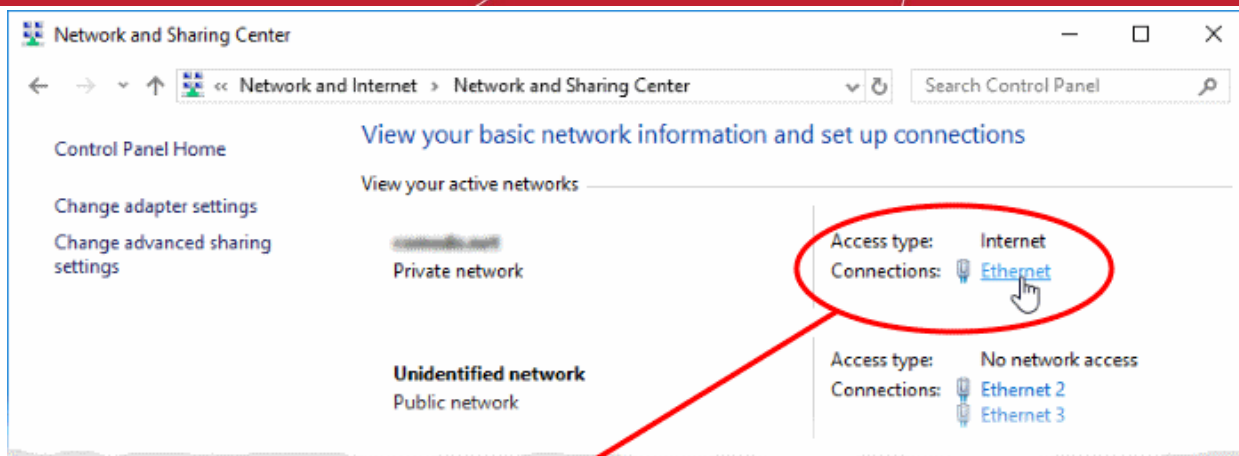 Network and Sharing Center
« Network and Internet > Network and Sharing Center
Search Control Panel
Control Panel Home
Change adapter settings
Change advanced sharing
settings
View your basic network information and set up connections
View your active networks
Private network
Access type: Internet
Connections: Ethernet
Unidentified network
Public network
Access type: No network access
Connections: Ethernet 2
Ethernet 3